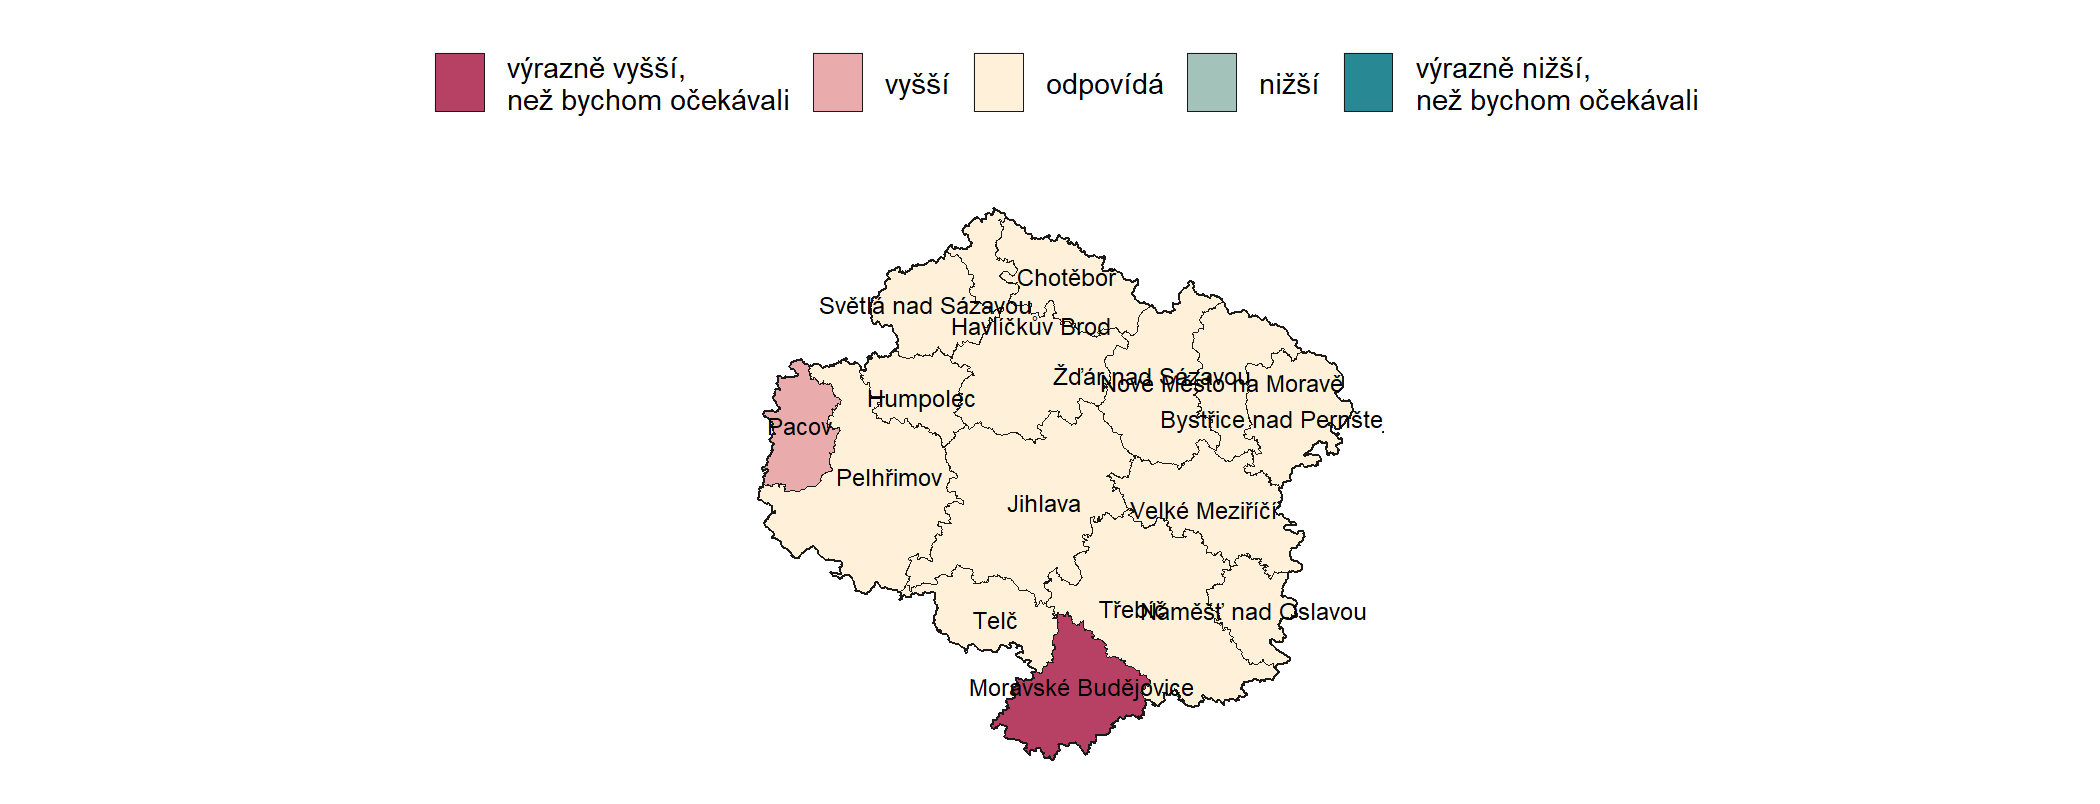 výrazně vyšší,
než bychom očekávali
vyšší
odpovídá
nižší
výrazně nižší,
než bychom očekávali
Chotěboř
Světlá nad Sázavou
Havlíčkův Brod
Žďár nad Sázavou
Nové Město na Moravě
Humpolec
Bystřice nad Pernšte.
Pacov
Pelhřimov
Jihlava
Velké Meziříčí
Třebíč
Náměšť nad Oslavou
Telč
Moravské Budějovice